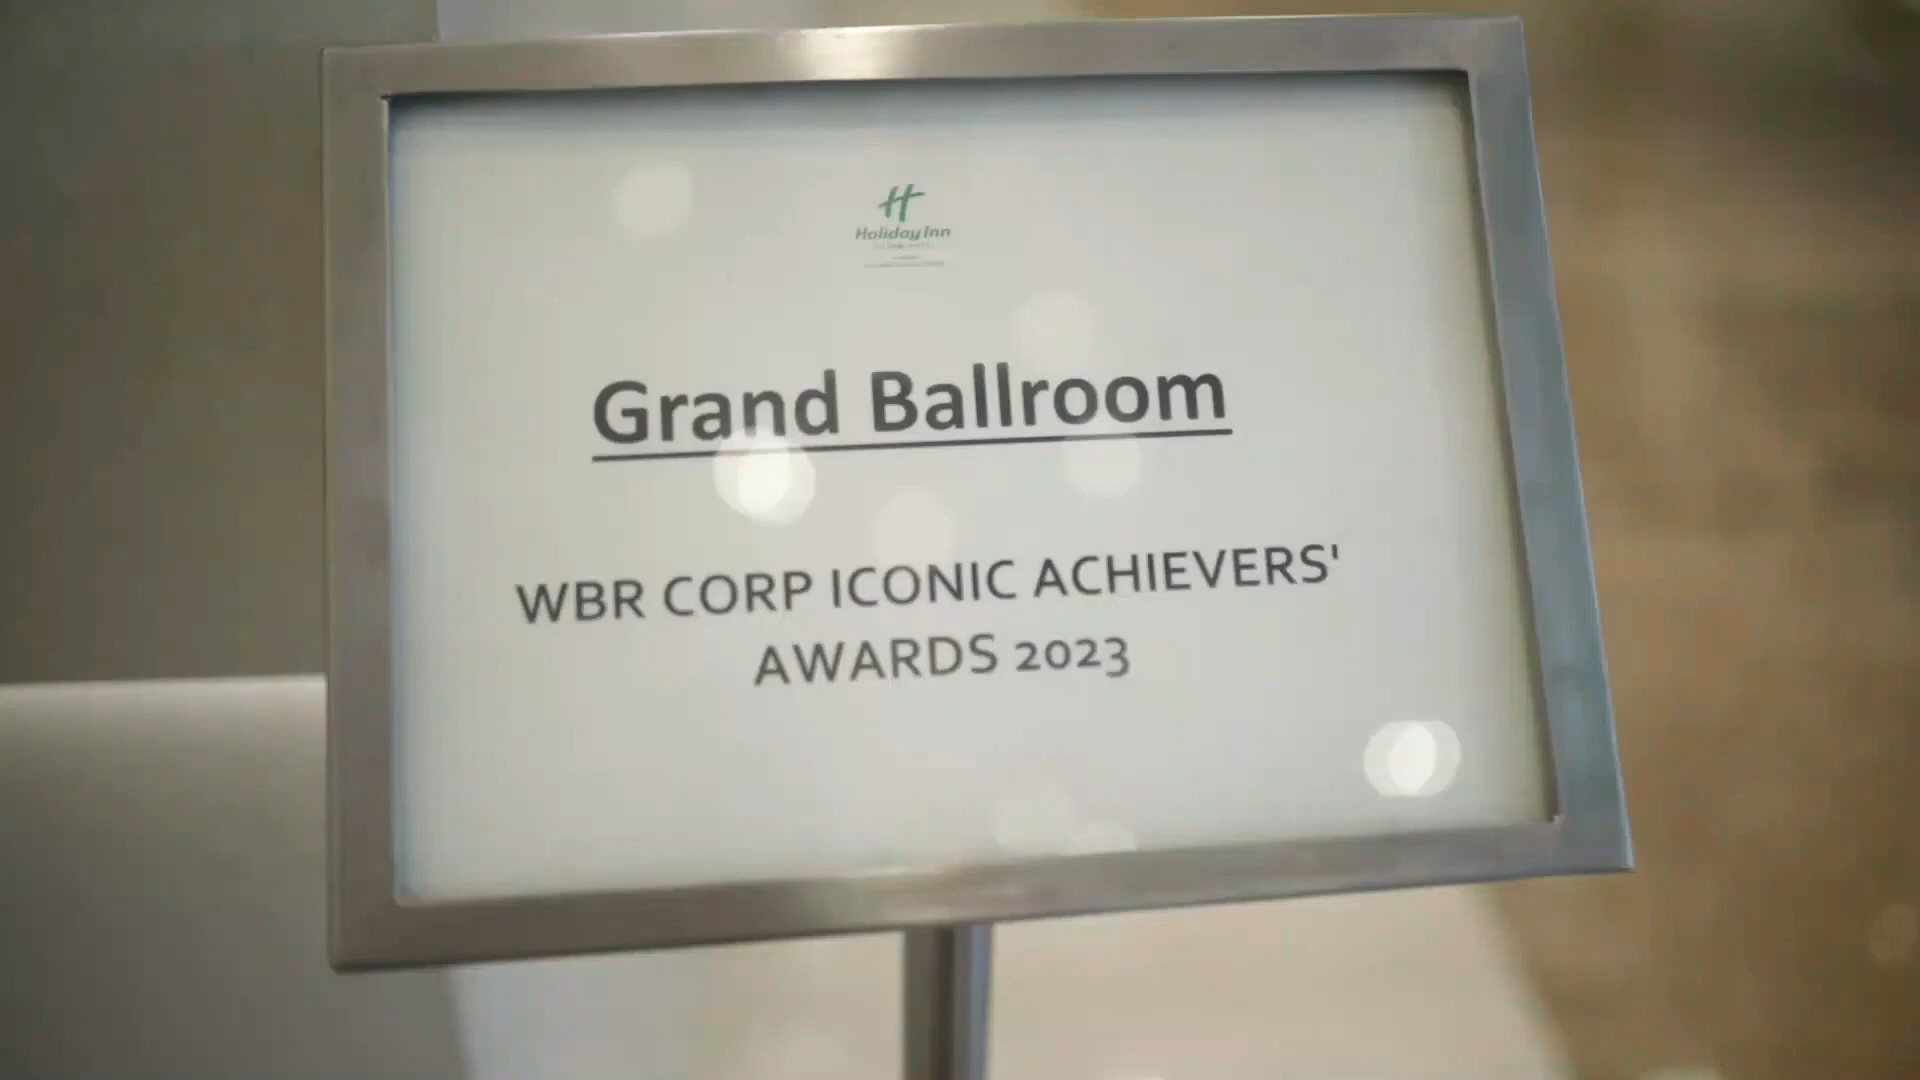 Holiday Inn
Grand Ballroom
WBR CORP ICONIC ACHIEVERS'
AWARDS 2023